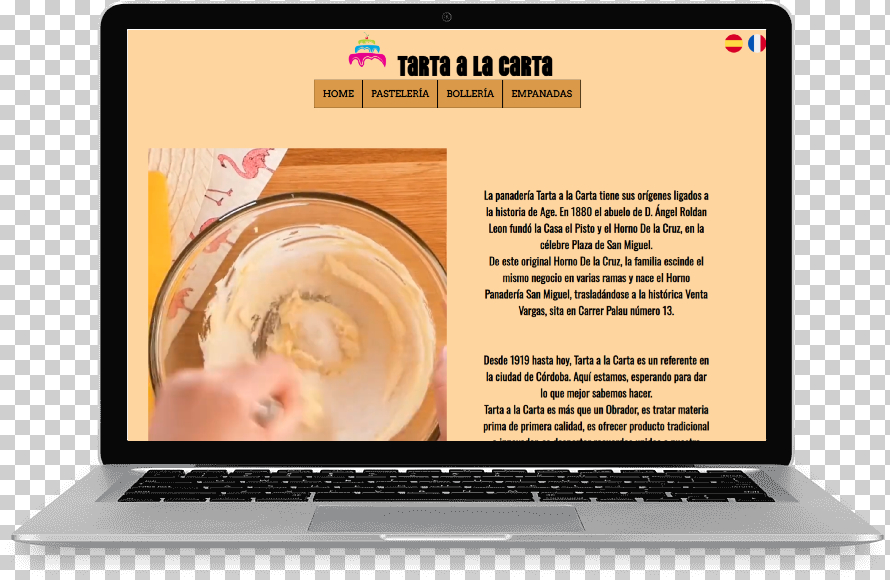 TARTA A LA CARTA
HOME PASTELERÍA BOLLERÍA EMPANADAS
La panadería Tarta a la Carta tiene sus orígenes ligados a
la historia de Age. En 1880 el abuelo de D. Ángel Roldan
Leon fundó la Casa el Pisto y el Horno De la Cruz, en la
célebre Plaza de San Miguel.
De este original Horno De la Cruz, la familia escinde el
mismo negocio en varias ramas y nace el Horno
Panadería San Miguel, trasladándose a la histórica Venta
Vargas, sita en Carrer Palau número 13.
Desde 1919 hasta hoy, Tarta a la Carta es un referente en
la ciudad de Córdoba. Aquí estamos, esperando para dar
lo que mejor sabemos hacer.
Tarta a la Carta es más que un Obrador, es tratar materia
prima de primera calidad, es ofrecer producto tradicional